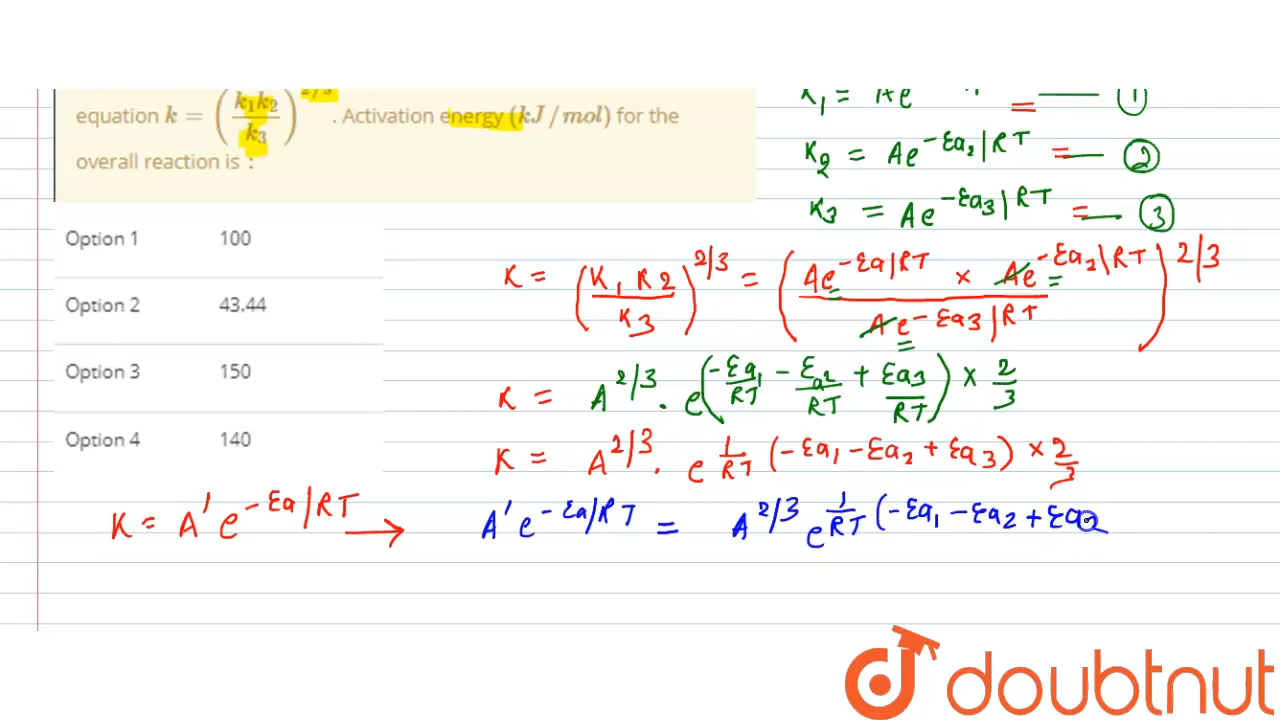 equation k = (k₁k₂/k₃)^2/3 . Activation energy (kJ/mol) for the
overall reaction is :
Option 1 100
Option 2 43.44
Option 3 150
Option 4 140
K₁ = Ae = — ①
K₂ = Ae^-Ea₂/RT = — ②
K₃ = Ae^-Ea₃/RT = — ③
K = (K₁ K₂/K₃)^2/3 = (Ae^-Ea/RT × Ae^-Ea₂/RT / Ae^-Ea₃/RT)^2/3
K = A^2/3 . e^(-Ea₁/RT - Ea₂/RT + Ea₃/RT) × 2/3
K = A^2/3 . e^1/RT (-Ea₁ - Ea₂ + Ea₃) × 2/3
K = A' e^-Ea/RT → A' e^-Ea/RT = A^2/3 e^1/RT (-Ea₁ - Ea₂ + Ea
doubtnut